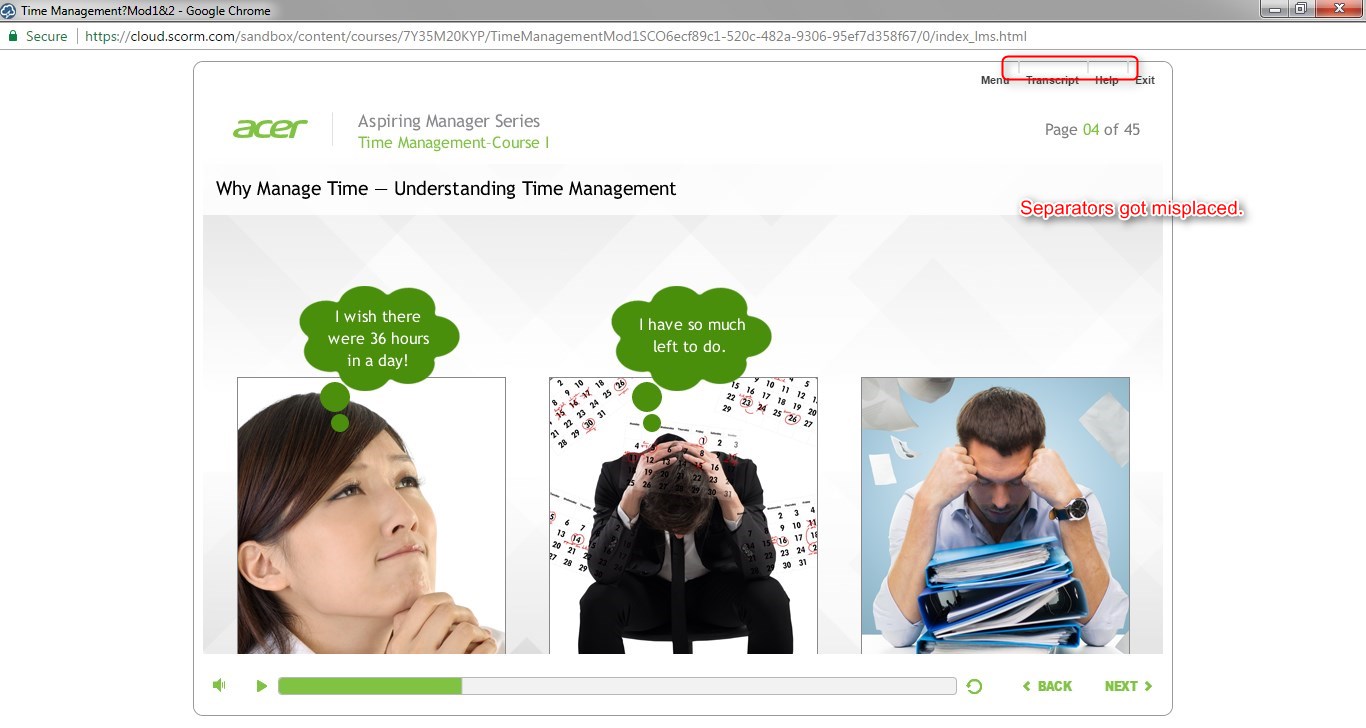 Time Management?Mod1&2 - Google Chrome
Secure
https://cloud.scorm.com/sandbox/content/courses/7Y35M20KYP/TimeManagementMod1SCO6ecf89c1-520c-482a-9306-95ef7d358f67/0/index_lms.html
Menu Transcript Help Exit
acer
Aspiring Manager Series
Time Management–Course I
Page 04 of 45
Why Manage Time — Understanding Time Management
Separators got misplaced.
I wish there
were 36 hours
in a day!
I have so much
left to do.
BACK NEXT